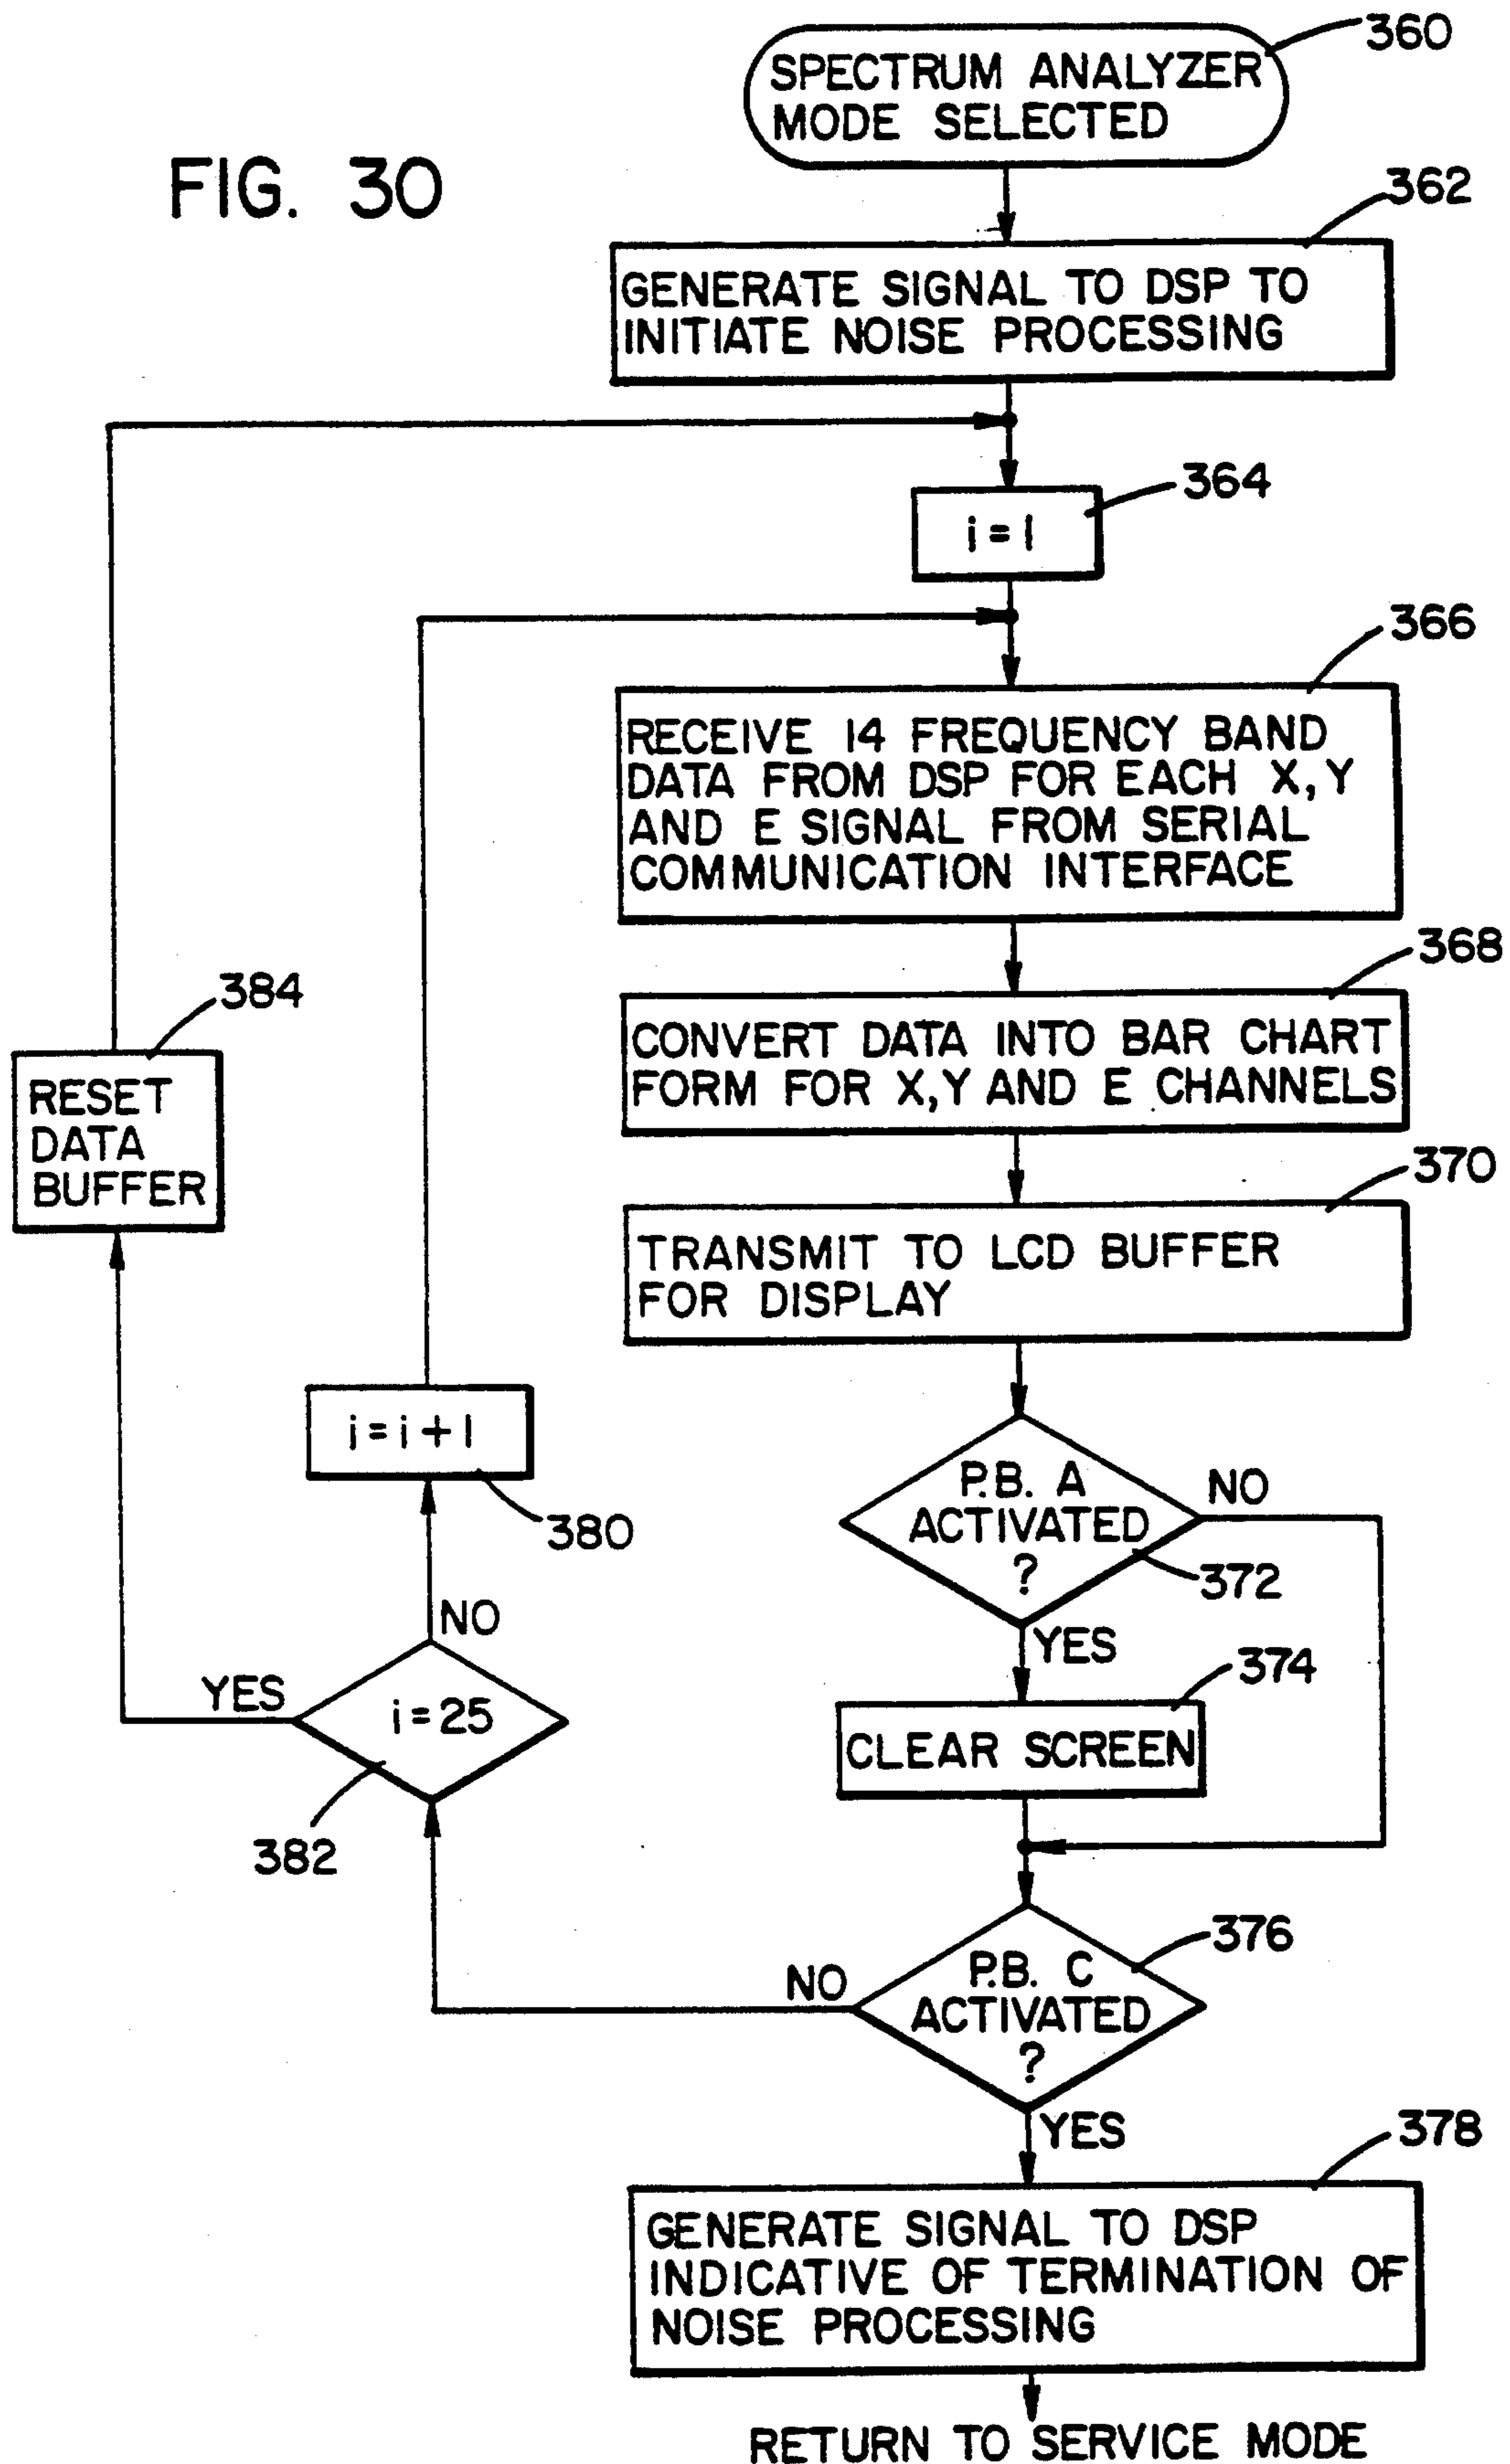 360
SPECTRUM ANALYZER
MODE SELECTED
FIG. 30
362
GENERATE SIGNAL TO DSP TO
INITIATE NOISE PROCESSING
364
i = 1
366
RECEIVE 14 FREQUENCY BAND
DATA FROM DSP FOR EACH X, Y
AND E SIGNAL FROM SERIAL
COMMUNICATION INTERFACE
368
CONVERT DATA INTO BAR CHART
FORM FOR X, Y AND E CHANNELS
384
RESET
DATA
BUFFER
370
TRANSMIT TO LCD BUFFER
FOR DISPLAY
i = i + 1
380
P.B. A
ACTIVATED
?
NO
372
YES
374
CLEAR SCREEN
NO
YES
i = 25
382
376
P.B. C
ACTIVATED
?
NO
YES
378
GENERATE SIGNAL TO DSP
INDICATIVE OF TERMINATION OF
NOISE PROCESSING
RETURN TO SERVICE MODE